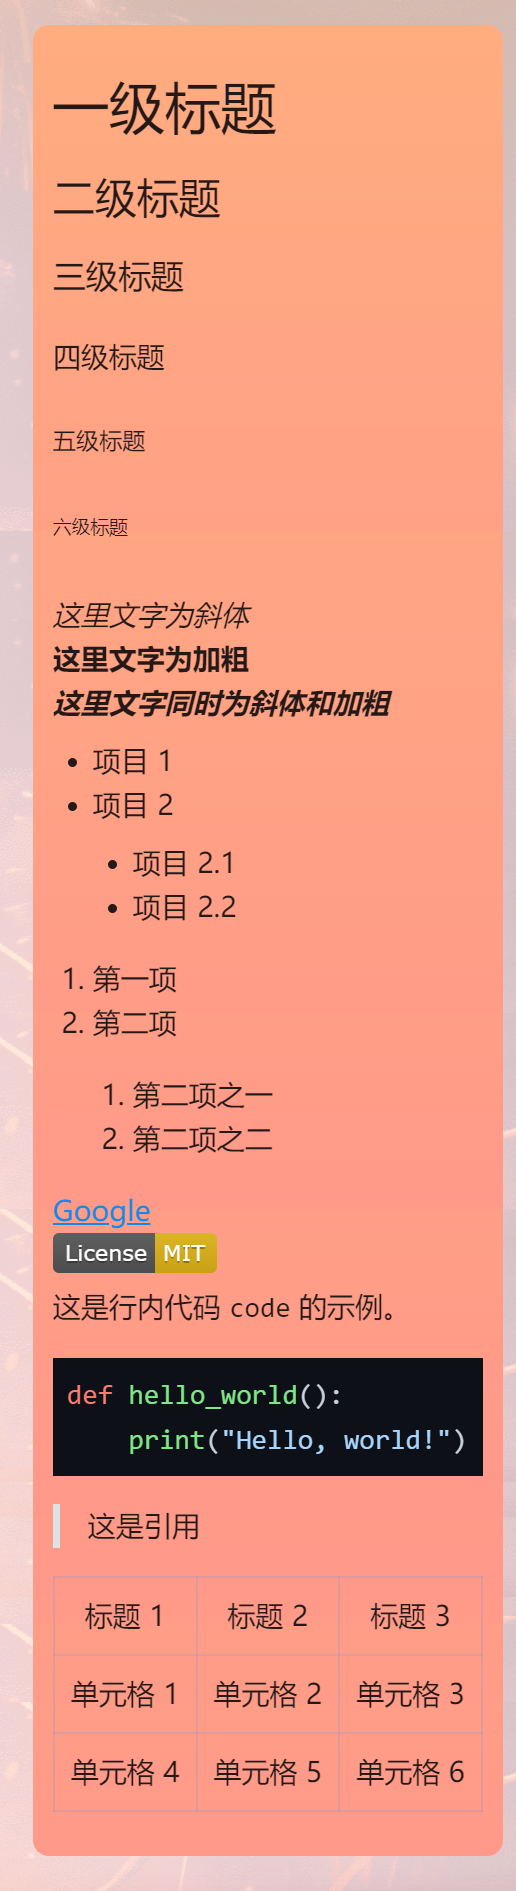 一级标题
二级标题
三级标题
四级标题
五级标题
六级标题
这里文字为斜体
这里文字为加粗
这里文字同时为斜体和加粗
• 项目 1
• 项目 2
• 项目 2.1
• 项目 2.2
1. 第一项
2. 第二项
1. 第二项之一
2. 第二项之二
Google
License MIT
这是行内代码 code 的示例。
def hello_world():
    print("Hello, world!")
这是引用
标题 1 标题 2 标题 3
单元格 1 单元格 2 单元格 3
单元格 4 单元格 5 单元格 6